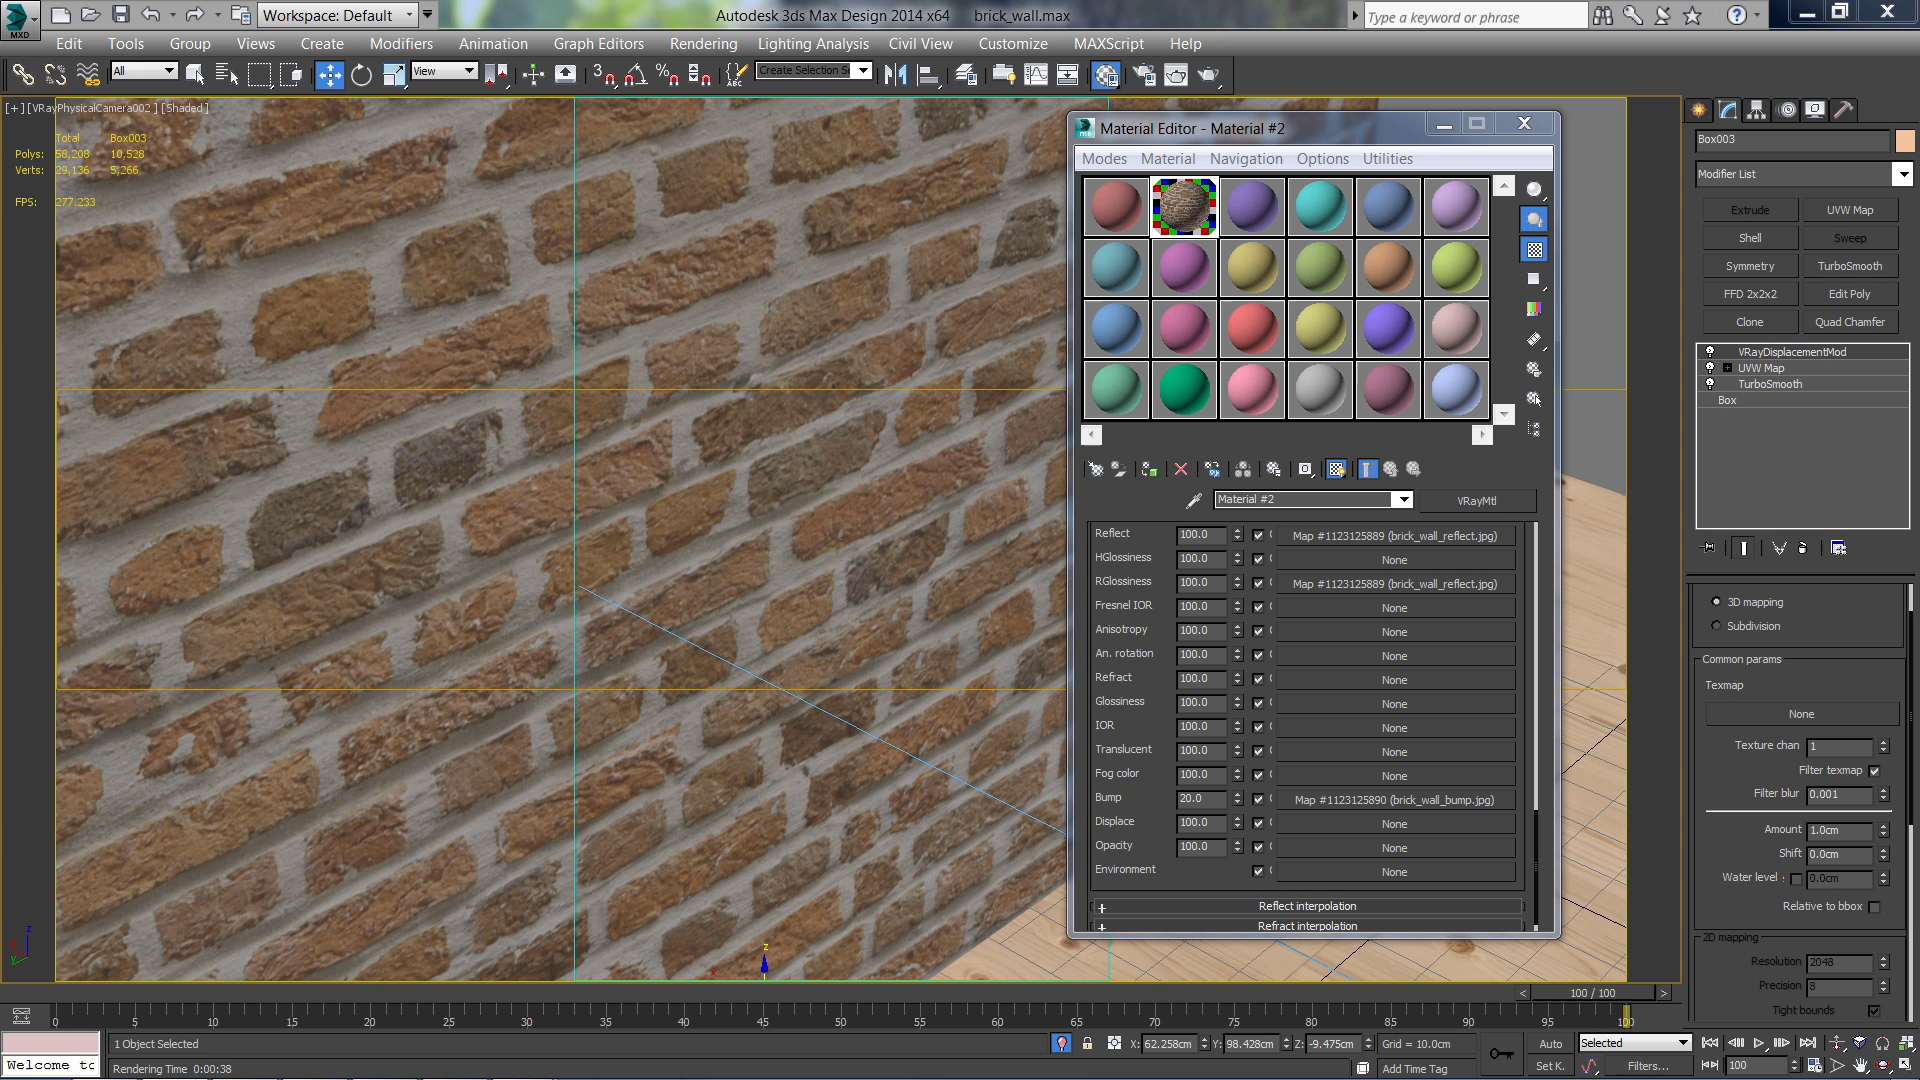 Workspace: Default
Autodesk 3ds Max Design 2014 x64 brick_wall.max
Type a keyword or phrase
MXD
Edit Tools Group Views Create Modifiers Animation Graph Editors Rendering Lighting Analysis Civil View Customize MAXScript Help
All View Create Selection Se
[+] [VRayPhysicalCamera002 ] [Shaded ]
Total Box003
Polys: 58,208 10,528
Verts: 29,136 5,266
FPS: 277.233
Material Editor - Material #2
Modes Material Navigation Options Utilities
Material #2 VRayMtl
Reflect 100.0 Map #1123125889 (brick_wall_reflect.jpg)
HGlossiness 100.0 None
RGlossiness 100.0 Map #1123125889 (brick_wall_reflect.jpg)
Fresnel IOR 100.0 None
Anisotropy 100.0 None
An. rotation 100.0 None
Refract 100.0 None
Glossiness 100.0 None
IOR 100.0 None
Translucent 100.0 None
Fog color 100.0 None
Bump 20.0 Map #1123125890 (brick_wall_bump.jpg)
Displace 100.0 None
Opacity 100.0 None
Environment None
+ Reflect interpolation
+ Refract interpolation
Box003
Modifier List
Extrude UVW Map
Shell Sweep
Symmetry TurboSmooth
FFD 2x2x2 Edit Poly
Clone Quad Chamfer
VRayDisplacementMod
UVW Map
TurboSmooth
Box
3D mapping
Subdivision
Common params
Texmap
None
Texture chan 1
Filter texmap
Filter blur 0.001
Amount 1.0cm
Shift 0.0cm
Water level 0.0cm
Relative to bbox
2D mapping
Resolution 2048
Precision 8
Tight bounds
z
x
z
y
< 100 / 100 >
0 5 10 15 20 25 30 35 40 45 50 55 60 65 70 75 80 85 90 95 100
1 Object Selected X: 62.258cm Y: 98.428cm Z: -9.475cm Grid = 10.0cm Auto Selected
Welcome to Rendering Time 0:00:38 Add Time Tag Set K. Filters... 100